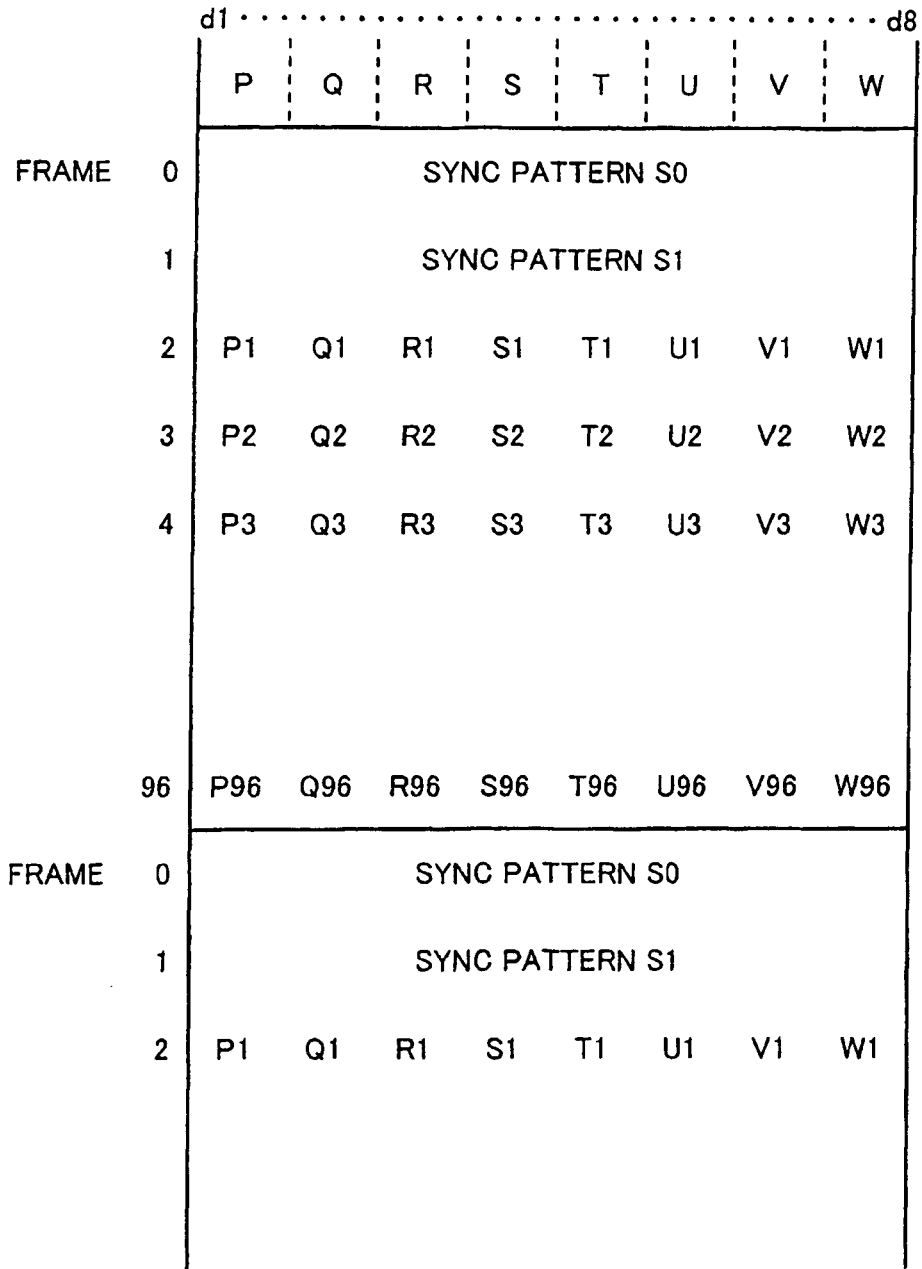 d1 · · · · · · · · · · · · · · · · · · · · · · · · d8
P Q R S T U V W
FRAME 0 SYNC PATTERN S0
1 SYNC PATTERN S1
2 P1 Q1 R1 S1 T1 U1 V1 W1
3 P2 Q2 R2 S2 T2 U2 V2 W2
4 P3 Q3 R3 S3 T3 U3 V3 W3
96 P96 Q96 R96 S96 T96 U96 V96 W96
FRAME 0 SYNC PATTERN S0
1 SYNC PATTERN S1
2 P1 Q1 R1 S1 T1 U1 V1 W1